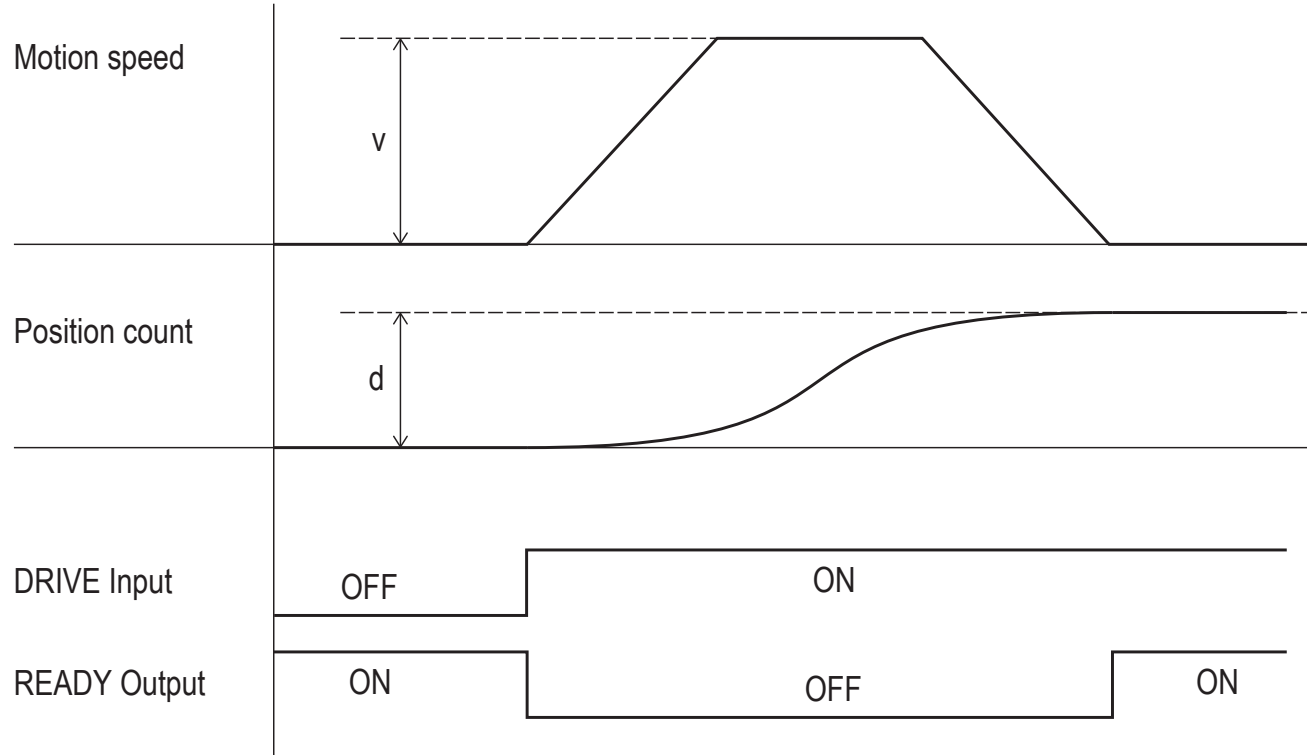 Motion speed
v
Position count
d
DRIVE Input
OFF
ON
READY Output
ON
OFF
ON